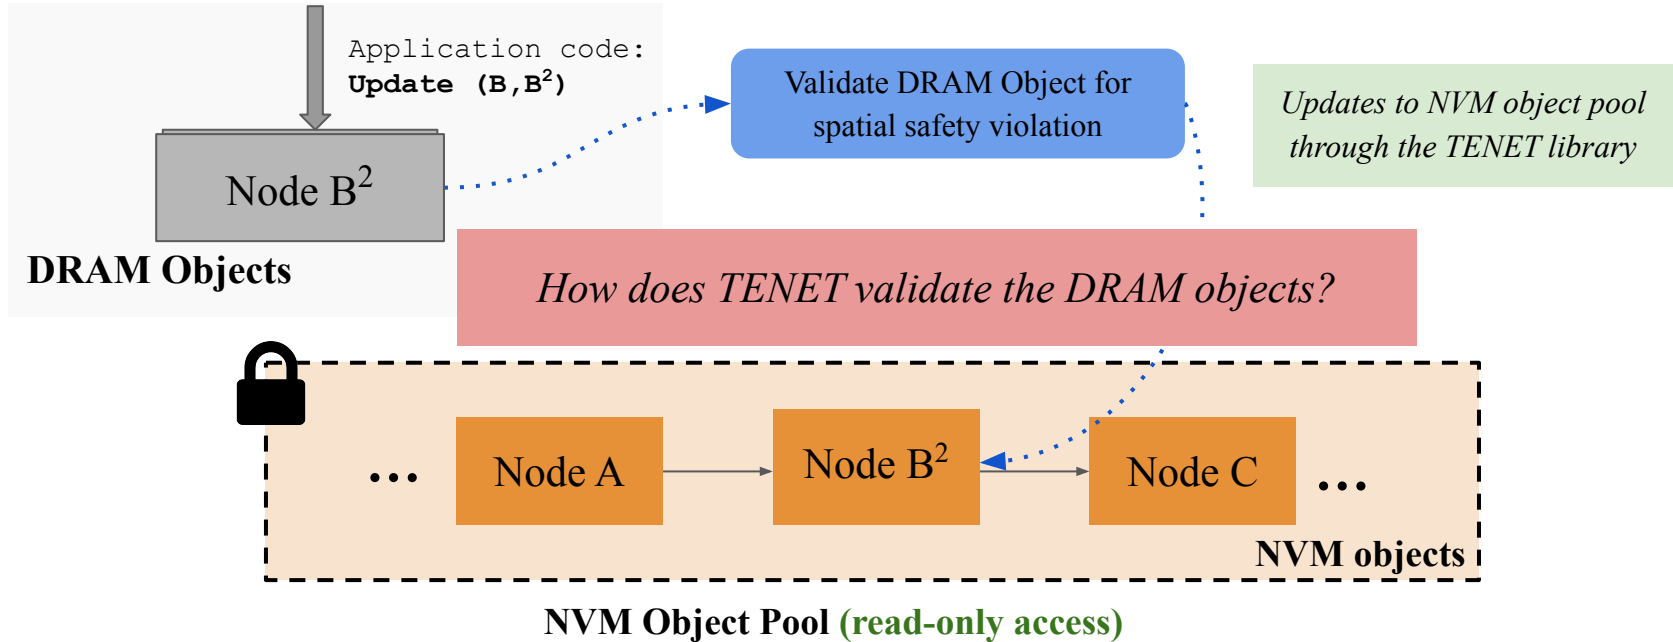 Application code:
Update (B,B²)
Node B²
DRAM Objects
Validate DRAM Object for
spatial safety violation
Updates to NVM object pool
through the TENET library
How does TENET validate the DRAM objects?
... Node A Node B² Node C ...
NVM objects
NVM Object Pool (read-only access)